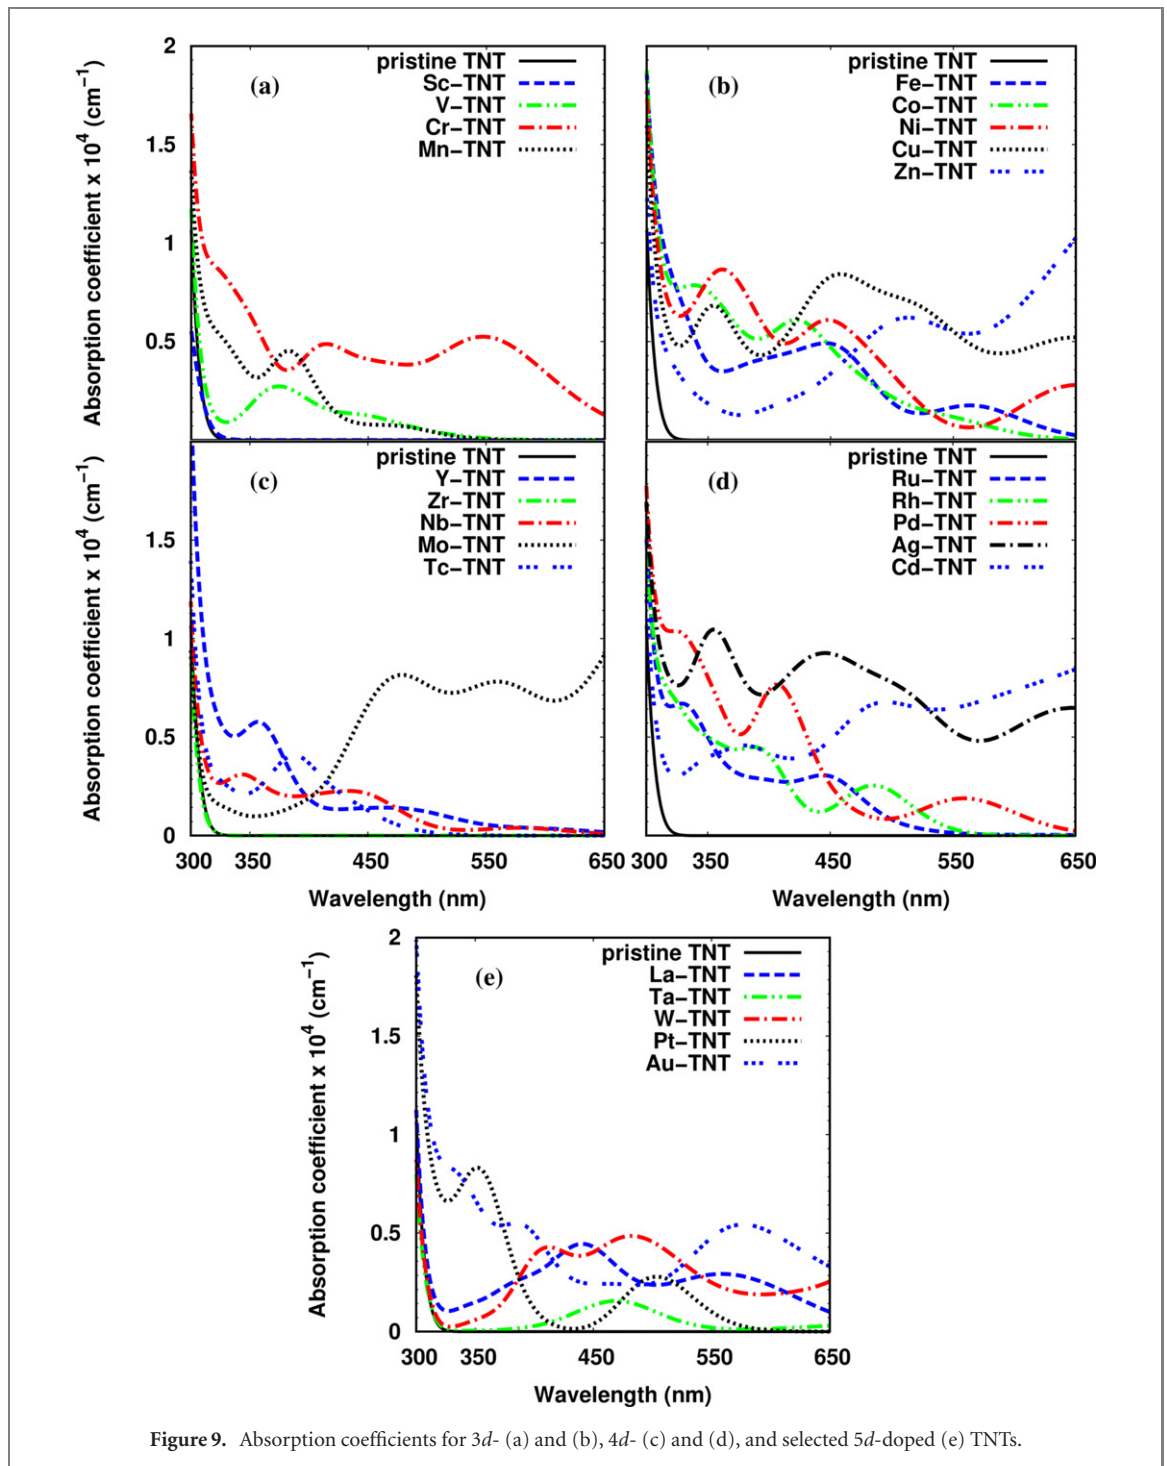 2
1.5
1
0.5
Absorption coefficient x 10⁴ (cm⁻¹)
(a)
pristine TNT
Sc−TNT
V−TNT
Cr−TNT
Mn−TNT
(b)
pristine TNT
Fe−TNT
Co−TNT
Ni−TNT
Cu−TNT
Zn−TNT
1.5
1
0.5
0
Absorption coefficient x 10⁴ (cm⁻¹)
(c)
pristine TNT
Y−TNT
Zr−TNT
Nb−TNT
Mo−TNT
Tc−TNT
300 350 450 550 650
Wavelength (nm)
(d)
pristine TNT
Ru−TNT
Rh−TNT
Pd−TNT
Ag−TNT
Cd−TNT
300 350 450 550 650
Wavelength (nm)
2
1.5
1
0.5
0
Absorption coefficient x 10⁴ (cm⁻¹)
(e)
pristine TNT
La−TNT
Ta−TNT
W−TNT
Pt−TNT
Au−TNT
300 350 450 550 650
Wavelength (nm)
Figure 9. Absorption coefficients for 3d- (a) and (b), 4d- (c) and (d), and selected 5d-doped (e) TNTs.